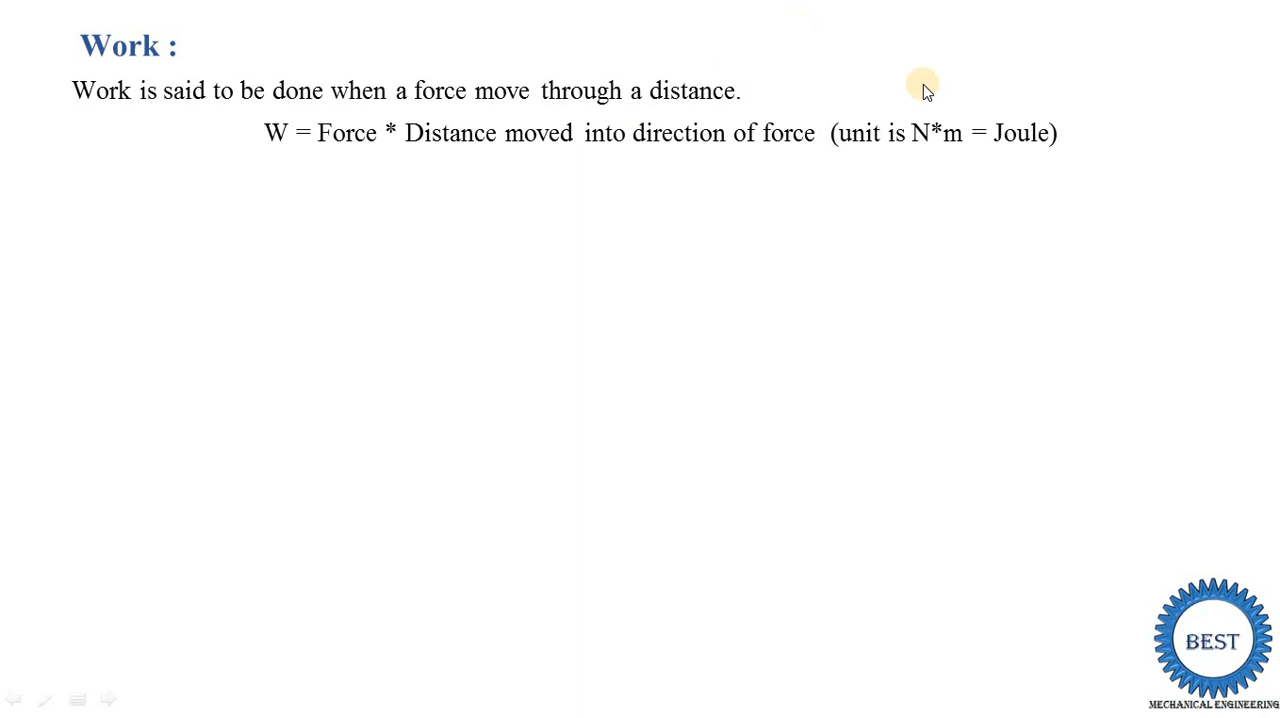 Work :
Work is said to be done when a force move through a distance.
W = Force * Distance moved into direction of force (unit is N*m = Joule)
BEST
MECHANICAL ENGINEERING